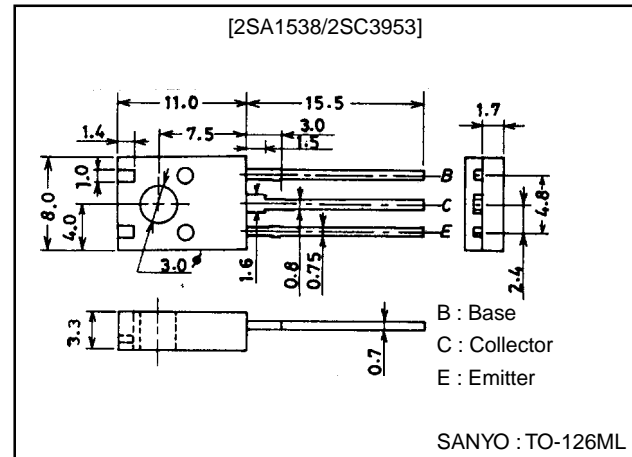 [2SA1538/2SC3953]
11.0
15.5
1.7
1.4
7.5
3.0
1.5
8.0
1.0
4.0
B
C
E
4.8
2.4
3.0 ø
1.6
0.8
0.75
3.3
0.7
B : Base
C : Collector
E : Emitter
SANYO : TO-126ML